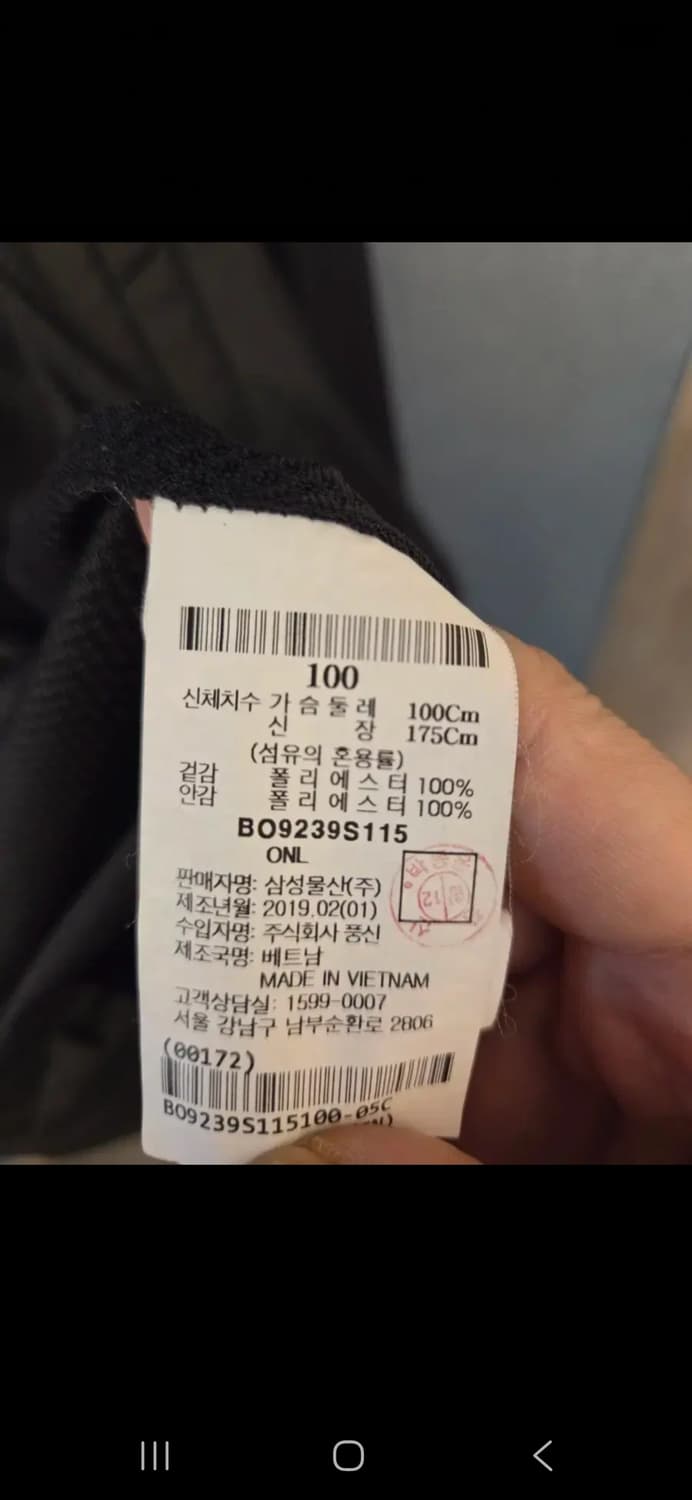 100
신체치수 가슴둘레 100Cm
신 장 175Cm
(섬유의 혼용률)
겉감 폴리에스터 100%
안감 폴리에스터 100%
BO9239S115
ONL
판매자명: 삼성물산(주)
제조년월: 2019.02(01)
수입자명: 주식회사 풍신
제조국명: 베트남
MADE IN VIETNAM
고객상담실: 1599-0007
서울 강남구 남부순환로 2806
(00172)
BO9239S115100-05C